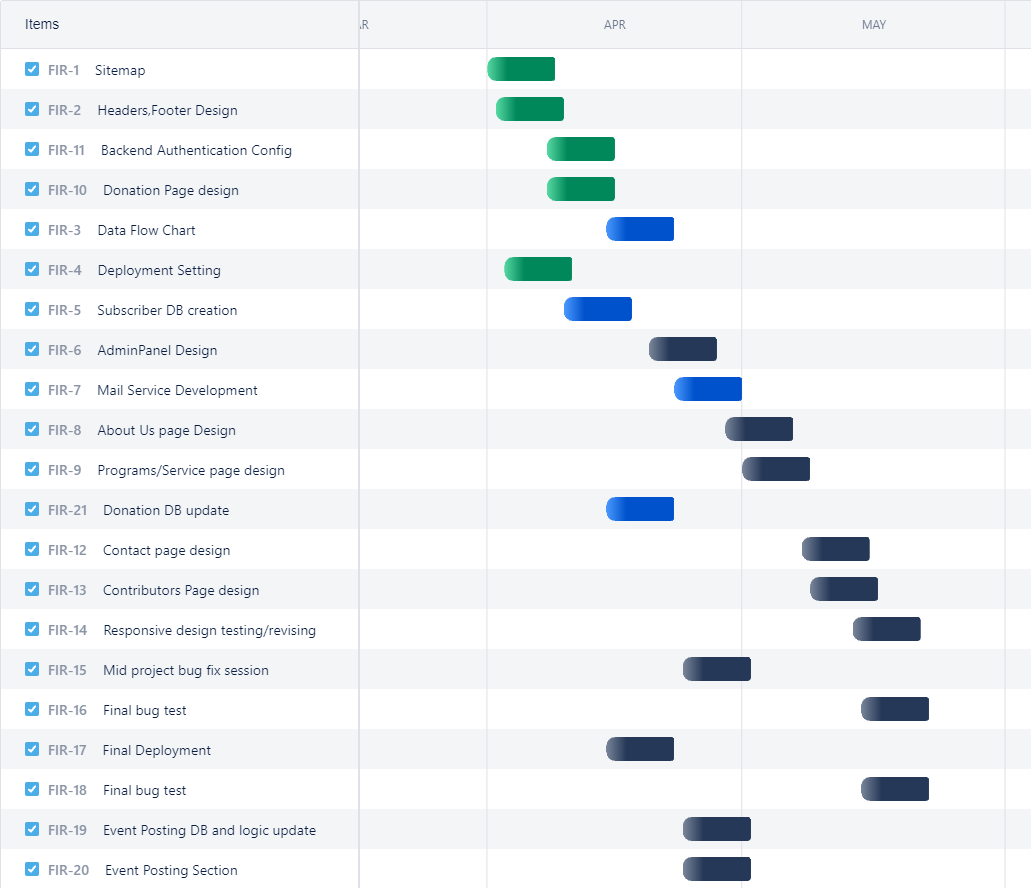 Items AR APR MAY
FIR-1 Sitemap
FIR-2 Headers,Footer Design
FIR-11 Backend Authentication Config
FIR-10 Donation Page design
FIR-3 Data Flow Chart
FIR-4 Deployment Setting
FIR-5 Subscriber DB creation
FIR-6 AdminPanel Design
FIR-7 Mail Service Development
FIR-8 About Us page Design
FIR-9 Programs/Service page design
FIR-21 Donation DB update
FIR-12 Contact page design
FIR-13 Contributors Page design
FIR-14 Responsive design testing/revising
FIR-15 Mid project bug fix session
FIR-16 Final bug test
FIR-17 Final Deployment
FIR-18 Final bug test
FIR-19 Event Posting DB and logic update
FIR-20 Event Posting Section